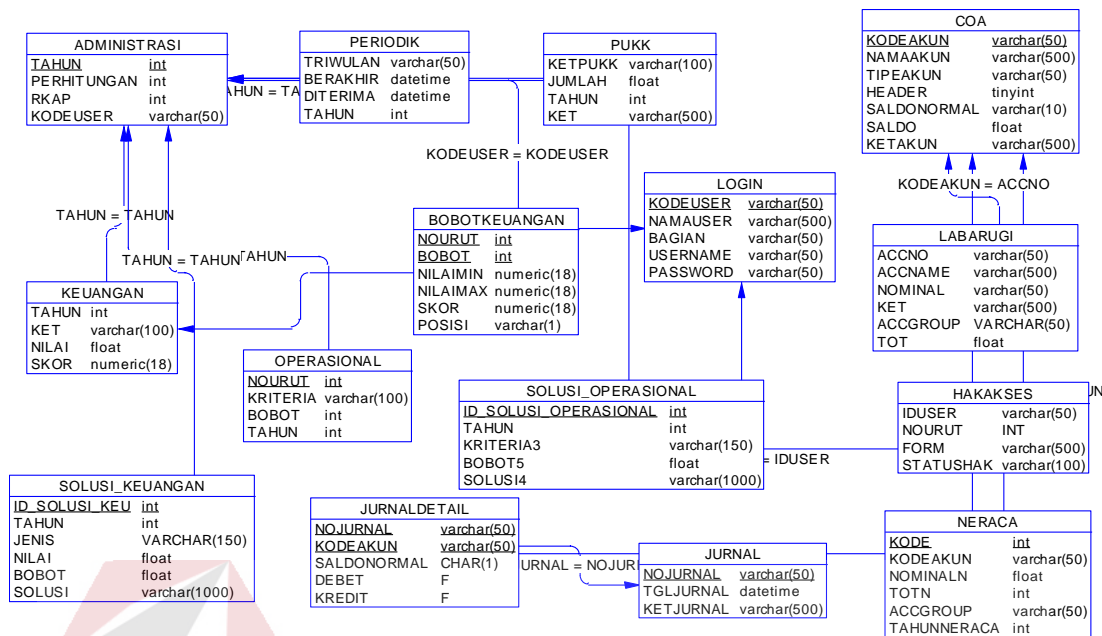 ADMINISTRASI
TAHUN int
PERHITUNGAN int
RKAP int
KODEUSER varchar(50)
PERIODIK
TRIWULAN varchar(50)
BERAKHIR datetime
DITERIMA datetime
TAHUN int
PUKK
KETPUKK varchar(100)
JUMLAH float
TAHUN int
KET varchar(500)
COA
KODEAKUN varchar(50)
NAMAAKUN varchar(500)
TIPEAKUN varchar(50)
HEADER tinyint
SALDONORMAL varchar(10)
SALDO float
KETAKUN varchar(500)
AHUN = TA
KODEUSER = KODEUSER
KODEAKUN = ACCNO
LOGIN
KODEUSER varchar(50)
NAMAUSER varchar(500)
BAGIAN varchar(50)
USERNAME varchar(50)
PASSWORD varchar(50)
TAHUN = TAHUN
TAHUN = TAHUN
TAHUN
BOBOTKEUANGAN
NOURUT int
BOBOT int
NILAIMIN numeric(18)
NILAIMAX numeric(18)
SKOR numeric(18)
POSISI varchar(1)
LABARUGI
ACCNO varchar(50)
ACCNAME varchar(500)
NOMINAL varchar(50)
KET varchar(500)
ACCGROUP VARCHAR(50)
TOT float
KEUANGAN
TAHUN int
KET varchar(100)
NILAI float
SKOR numeric(18)
OPERASIONAL
NOURUT int
KRITERIA varchar(100)
BOBOT int
TAHUN int
SOLUSI_OPERASIONAL
ID_SOLUSI_OPERASIONAL int
TAHUN int
KRITERIA3 varchar(150)
BOBOT5 float
SOLUSI4 varchar(1000)
= IDUSER
HAKAKSES
IDUSER varchar(50)
NOURUT INT
FORM varchar(500)
STATUSHAK varchar(100)
UN
SOLUSI_KEUANGAN
ID_SOLUSI_KEU int
TAHUN int
JENIS VARCHAR(150)
NILAI float
BOBOT float
SOLUSI varchar(1000)
JURNALDETAIL
NOJURNAL varchar(50)
KODEAKUN varchar(50)
SALDONORMAL CHAR(1)
DEBET F
KREDIT F
URNAL = NOJURI
JURNAL
NOJURNAL varchar(50)
TGLJURNAL datetime
KETJURNAL varchar(500)
NERACA
KODE int
KODEAKUN varchar(50)
NOMINALN float
TOTN int
ACCGROUP varchar(50)
TAHUNNERACA int